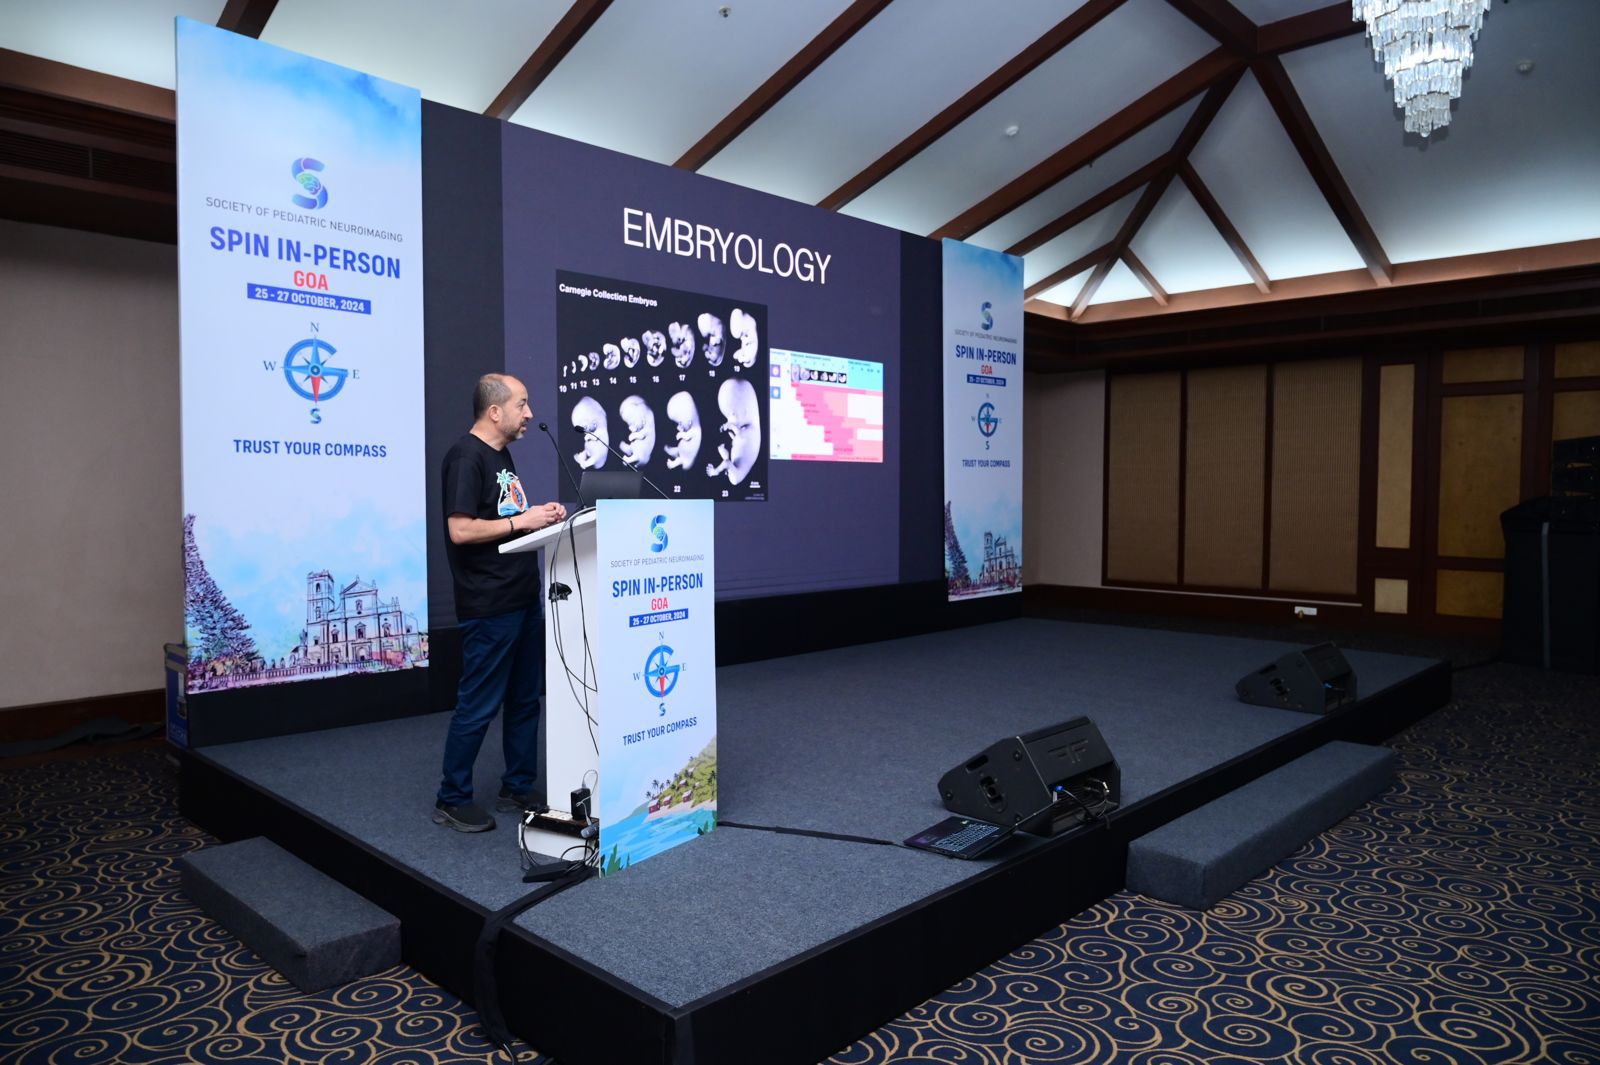 SOCIETY OF PEDIATRIC NEUROIMAGING
SPIN IN-PERSON
GOA
25 - 27 OCTOBER, 2024
N
W
E
S
TRUST YOUR COMPASS
EMBRYOLOGY
Carnegie Collection Embryos
10 11 12 13 14 15 16 17 18 19
22 23
SOCIETY OF PEDIATRIC NEUROIMAGING
SPIN IN-PERSON
GOA
25 - 27 OCTOBER, 2024
N
W
E
S
TRUST YOUR COMPASS
SOCIETY OF PEDIATRIC NEUROIMAGING
SPIN IN-PERSON
GOA
25 - 27 OCTOBER, 2024
N
W E
S
TRUST YOUR COMPASS